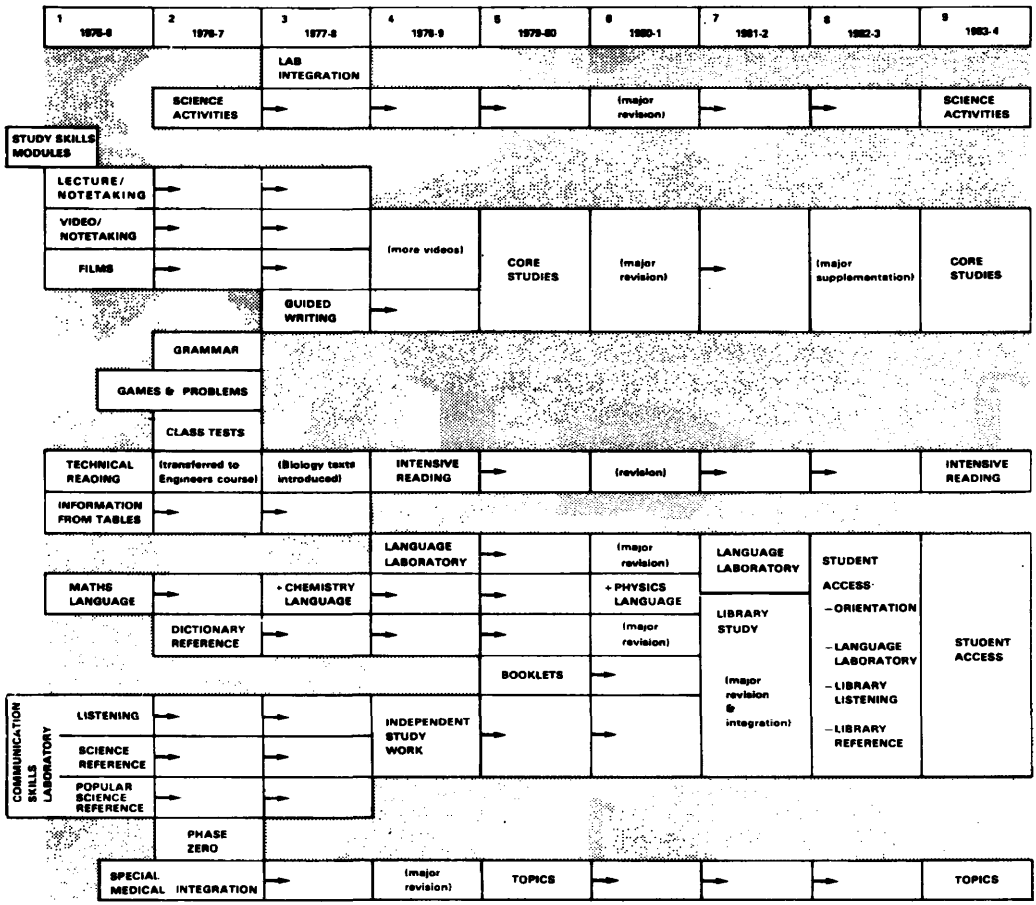 1 2 3 4 5 6 7 8 9
1975-6 1976-7 1977-8 1978-9 1979-80 1980-1 1981-2 1982-3 1983-4
LAB
INTEGRATION
SCIENCE
ACTIVITIES
(major
revision)
SCIENCE
ACTIVITIES
STUDY SKILLS
MODULES
LECTURE/
NOTETAKING
VIDEO/
NOTETAKING
FILMS
(more videos)
CORE
STUDIES
(major
revision)
(major
supplementation)
CORE
STUDIES
GUIDED
WRITING
GRAMMAR
GAMES & PROBLEMS
CLASS TESTS
TECHNICAL
READING
(transferred to
Engineers course)
(Biology texts
introduced)
INTENSIVE
READING
(revision)
INTENSIVE
READING
INFORMATION
FROM TABLES
LANGUAGE
LABORATORY
(major
revision)
LANGUAGE
LABORATORY
MATHS
LANGUAGE
+ CHEMISTRY
LANGUAGE
+ PHYSICS
LANGUAGE
DICTIONARY
REFERENCE
(major
revision)
BOOKLETS
LIBRARY
STUDY
(major
revision
&
integration)
STUDENT
ACCESS:
– ORIENTATION
– LANGUAGE
LABORATORY
– LIBRARY
LISTENING
– LIBRARY
REFERENCE
STUDENT
ACCESS
COMMUNICATION
SKILLS
LABORATORY
LISTENING
SCIENCE
REFERENCE
POPULAR
SCIENCE
REFERENCE
INDEPENDENT
STUDY
WORK
PHASE
ZERO
SPECIAL
MEDICAL INTEGRATION
(major
revision)
TOPICS
TOPICS